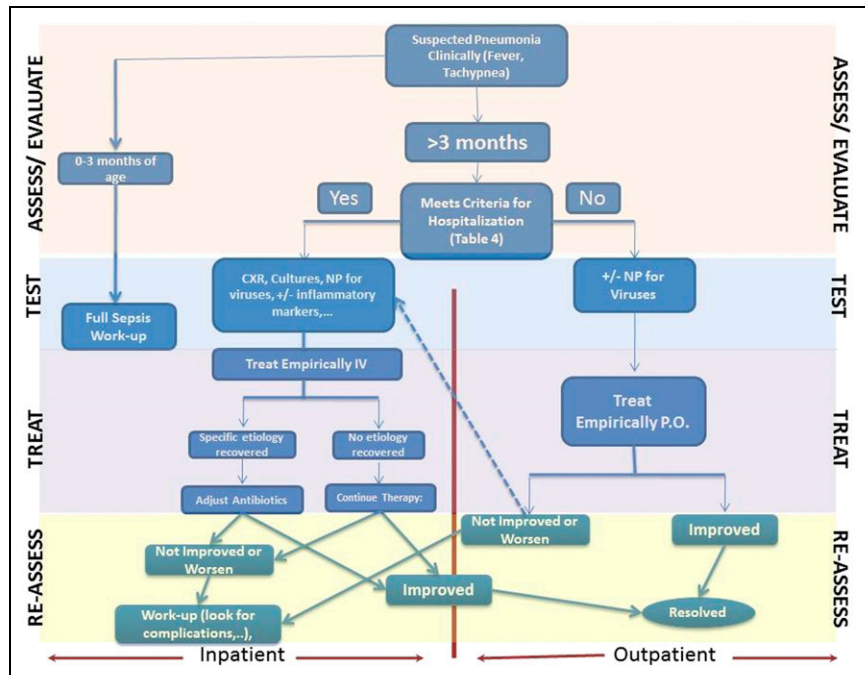 Suspected Pneumonia
Clinically (Fever,
Tachypnea)
ASSESS/ EVALUATE
ASSESS/ EVALUATE
0-3 months of
age
>3 months
Yes
Meets Criteria for
Hospitalization
(Table 4)
No
TEST
TEST
CXR, Cultures, NP for
viruses, +/- inflammatory
markers,...
+/- NP for
Viruses
Full Sepsis
Work-up
TREAT
TREAT
Treat Empirically IV
Treat
Empirically P.O.
Specific etiology
recovered
No etiology
recovered
Adjust Antibiotics
Continue Therapy:
RE-ASSESS
RE-ASSESS
Not Improved or
Worsen
Not Improved or
Worsen
Improved
Improved
Work-up (look for
complications,..),
Resolved
Inpatient
Outpatient